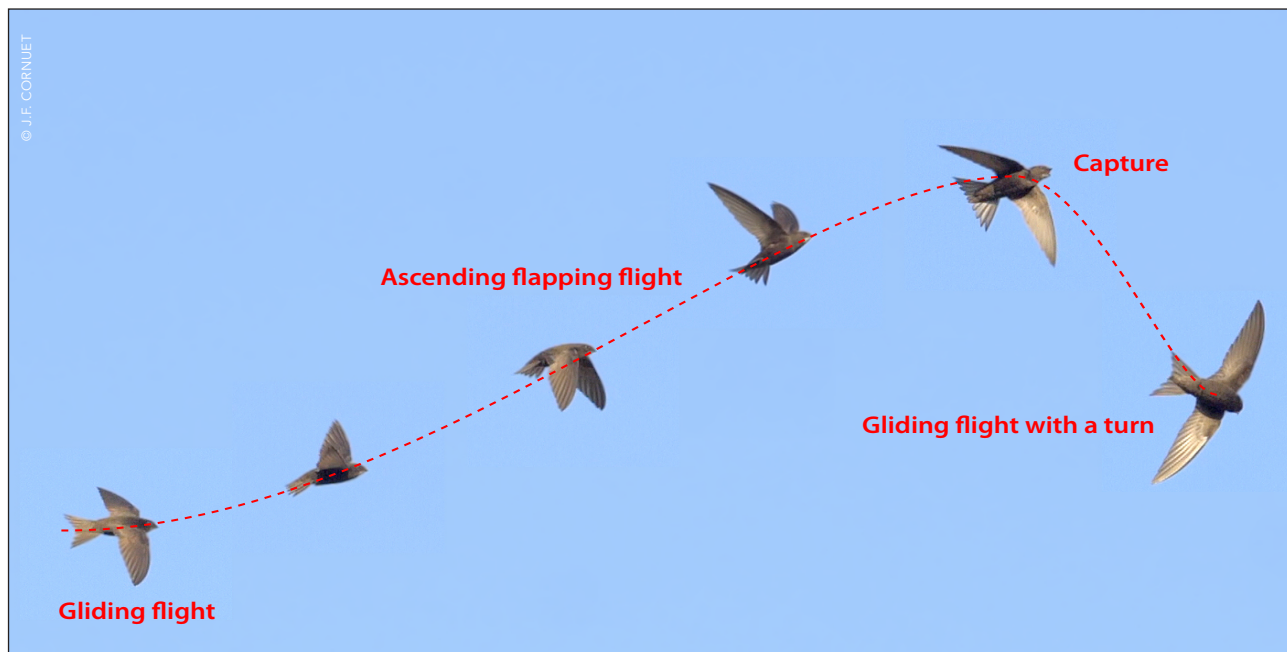 © J.F. CORNUET
Capture
Ascending flapping flight
Gliding flight with a turn
Gliding flight